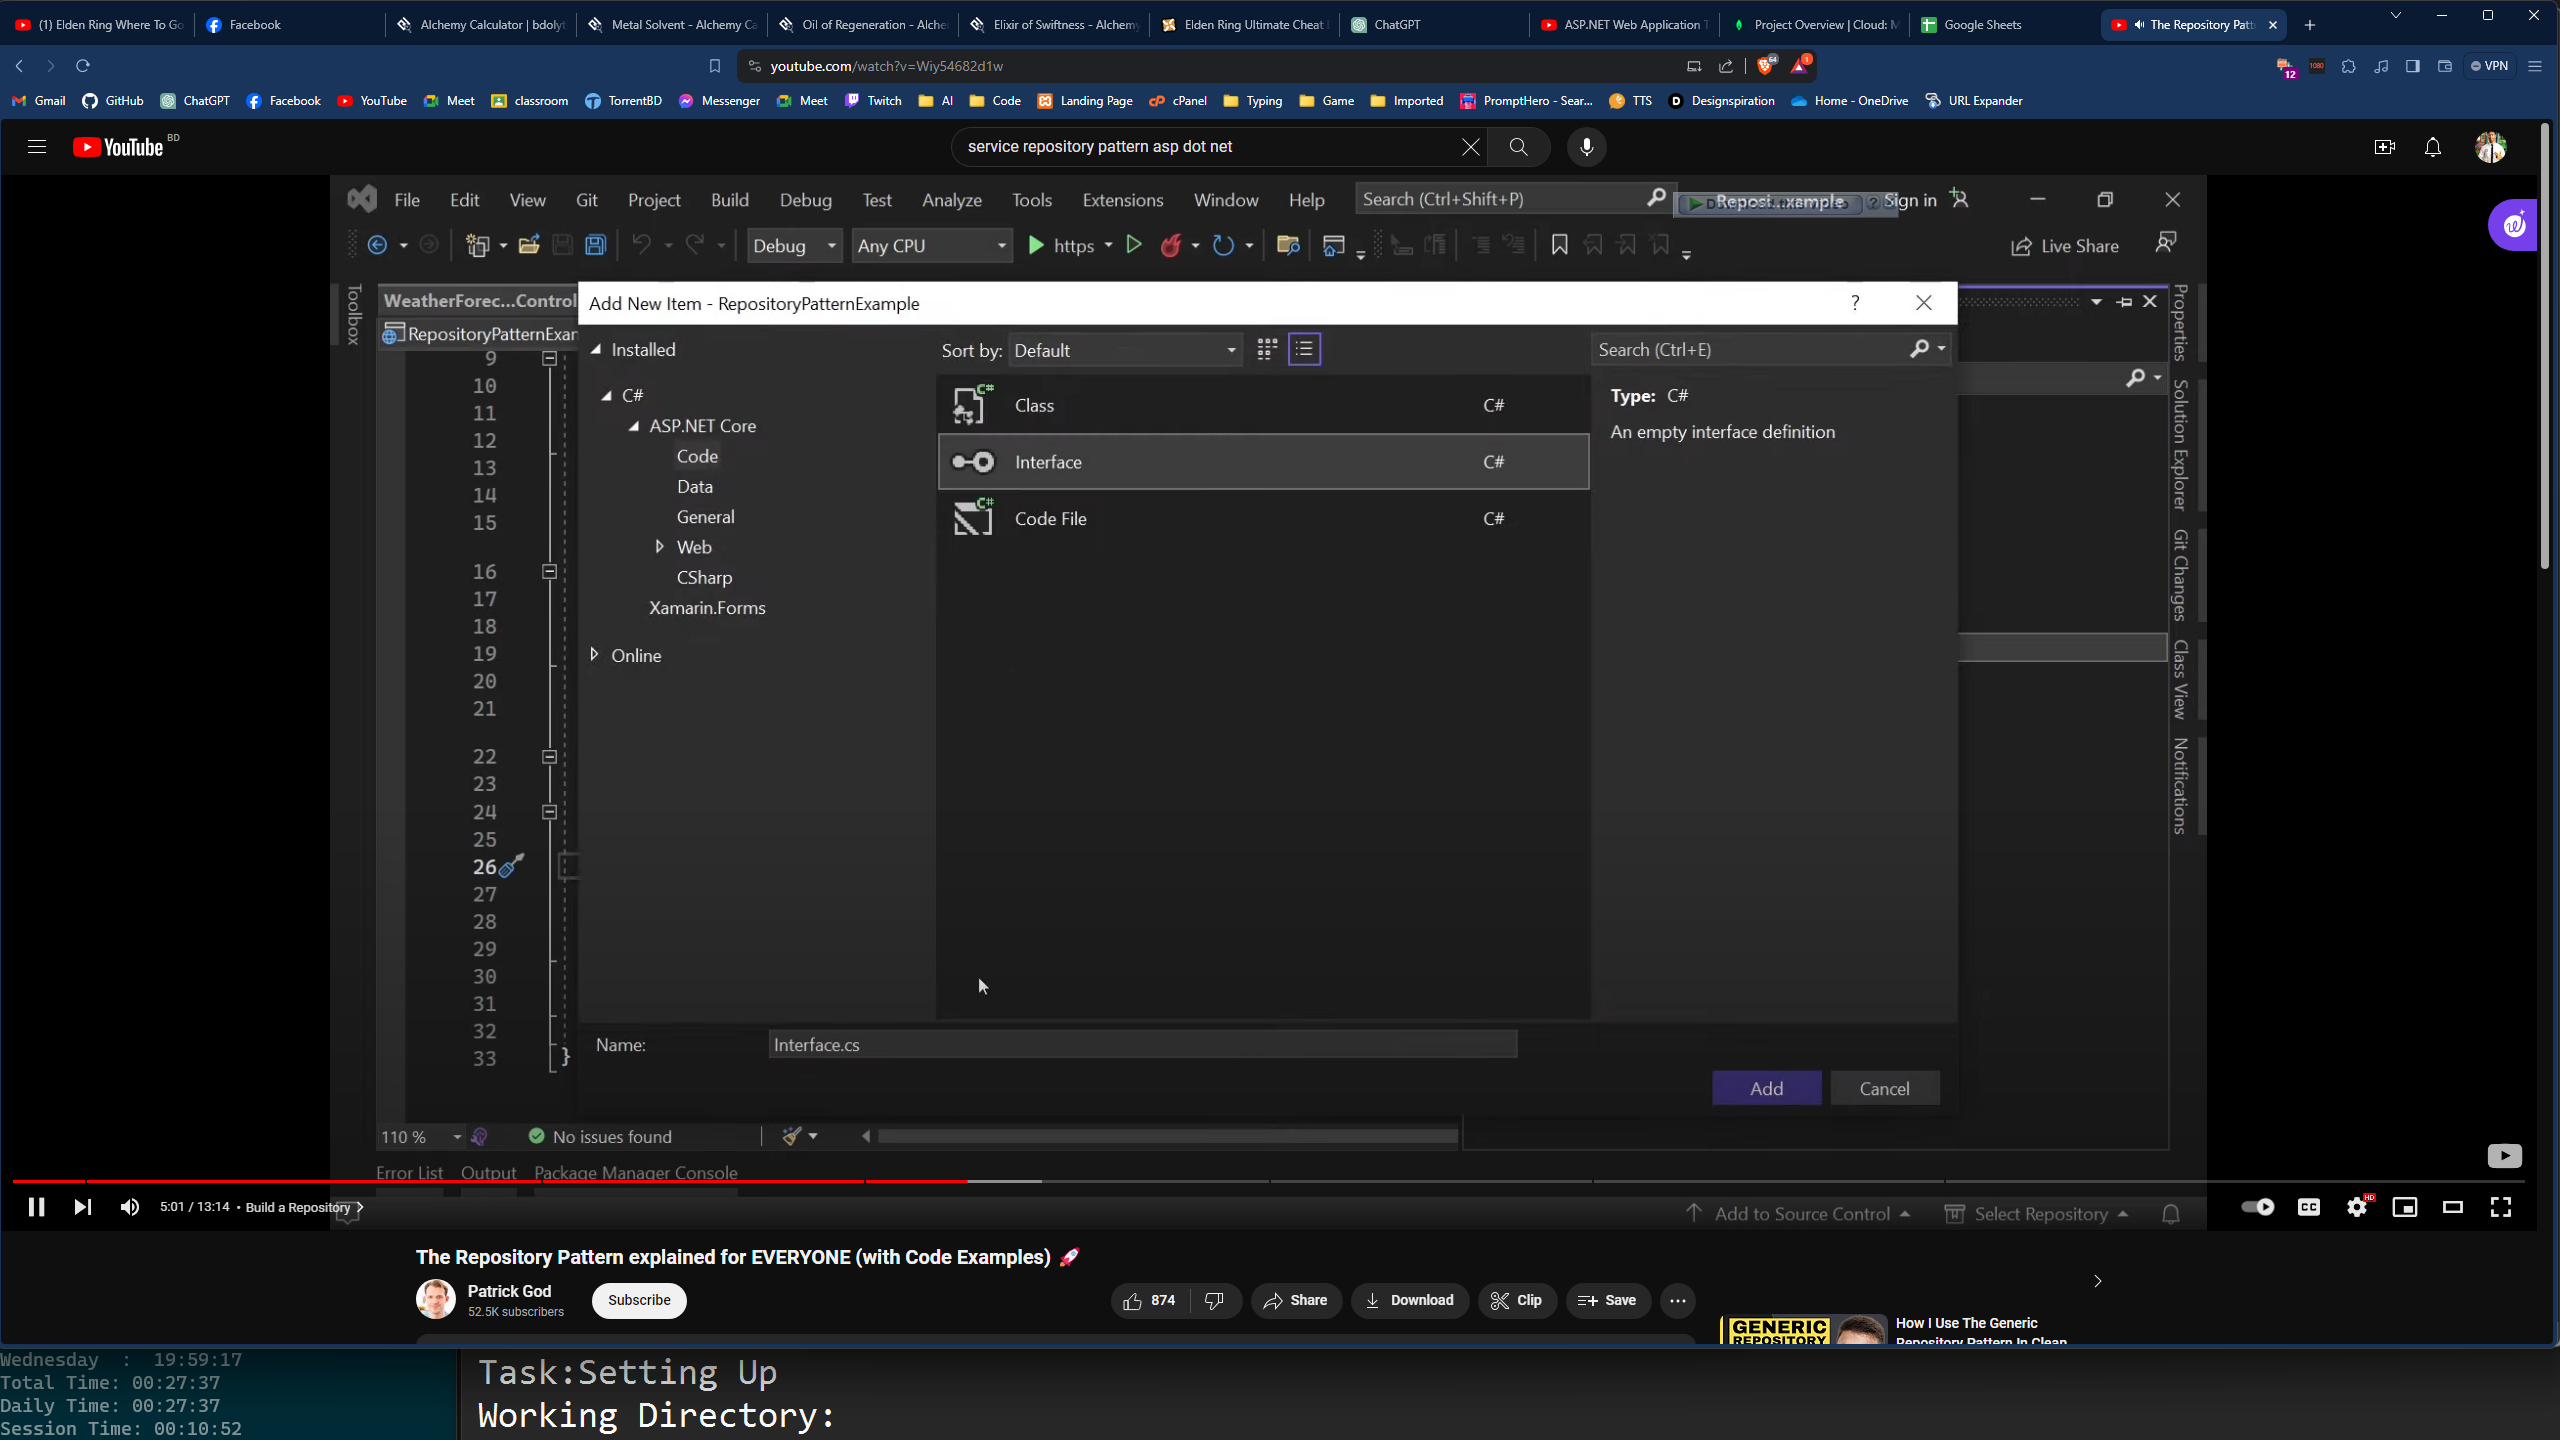 (1) Elden Ring Where To Go
Facebook
Alchemy Calculator | bdolyt
Metal Solvent - Alchemy Ca
Oil of Regeneration - Alche
Elixir of Swiftness - Alchemy
Elden Ring Ultimate Cheat
ChatGPT
ASP.NET Web Application T
Project Overview | Cloud: M
Google Sheets
The Repository Patt
youtube.com/watch?v=Wiy54682d1w
64
1
12
1080
VPN
Gmail
GitHub
ChatGPT
Facebook
YouTube
Meet
classroom
TorrentBD
Messenger
Meet
Twitch
AI
Code
Landing Page
cPanel
Typing
Game
Imported
PromptHero - Sear...
TTS
Designspiration
Home - OneDrive
URL Expander
YouTube BD
service repository pattern asp dot net
File Edit View Git Project Build Debug Test Analyze Tools Extensions Window Help
Search (Ctrl+Shift+P)
Reposi...xample
Sign in
Debug
Any CPU
https
Live Share
Toolbox
WeatherForec...Control
RepositoryPatternExam
Add New Item - RepositoryPatternExample
?
Installed
C#
ASP.NET Core
Code
Data
General
Web
CSharp
Xamarin.Forms
Online
Sort by: Default
Class C#
Interface C#
Code File C#
Search (Ctrl+E)
Type: C#
An empty interface definition
Name: Interface.cs
Add
Cancel
9
10
11
12
13
14
15
16
17
18
19
20
21
22
23
24
25
26
27
28
29
30
31
32
33 }
Properties
Solution Explorer
Git Changes
Class View
Notifications
110 %
No issues found
Error List Output Package Manager Console
5:01 / 13:14 • Build a Repository
Add to Source Control
Select Repository
CC
HD
The Repository Pattern explained for EVERYONE (with Code Examples) 🚀
Patrick God
52.5K subscribers
Subscribe
874
Share
Download
Clip
Save
GENERIC
REPOSITORY
How I Use The Generic
Repository Pattern In Clean
Wednesday : 19:59:17
Total Time: 00:27:37
Daily Time: 00:27:37
Session Time: 00:10:52
Task:Setting Up
Working Directory: